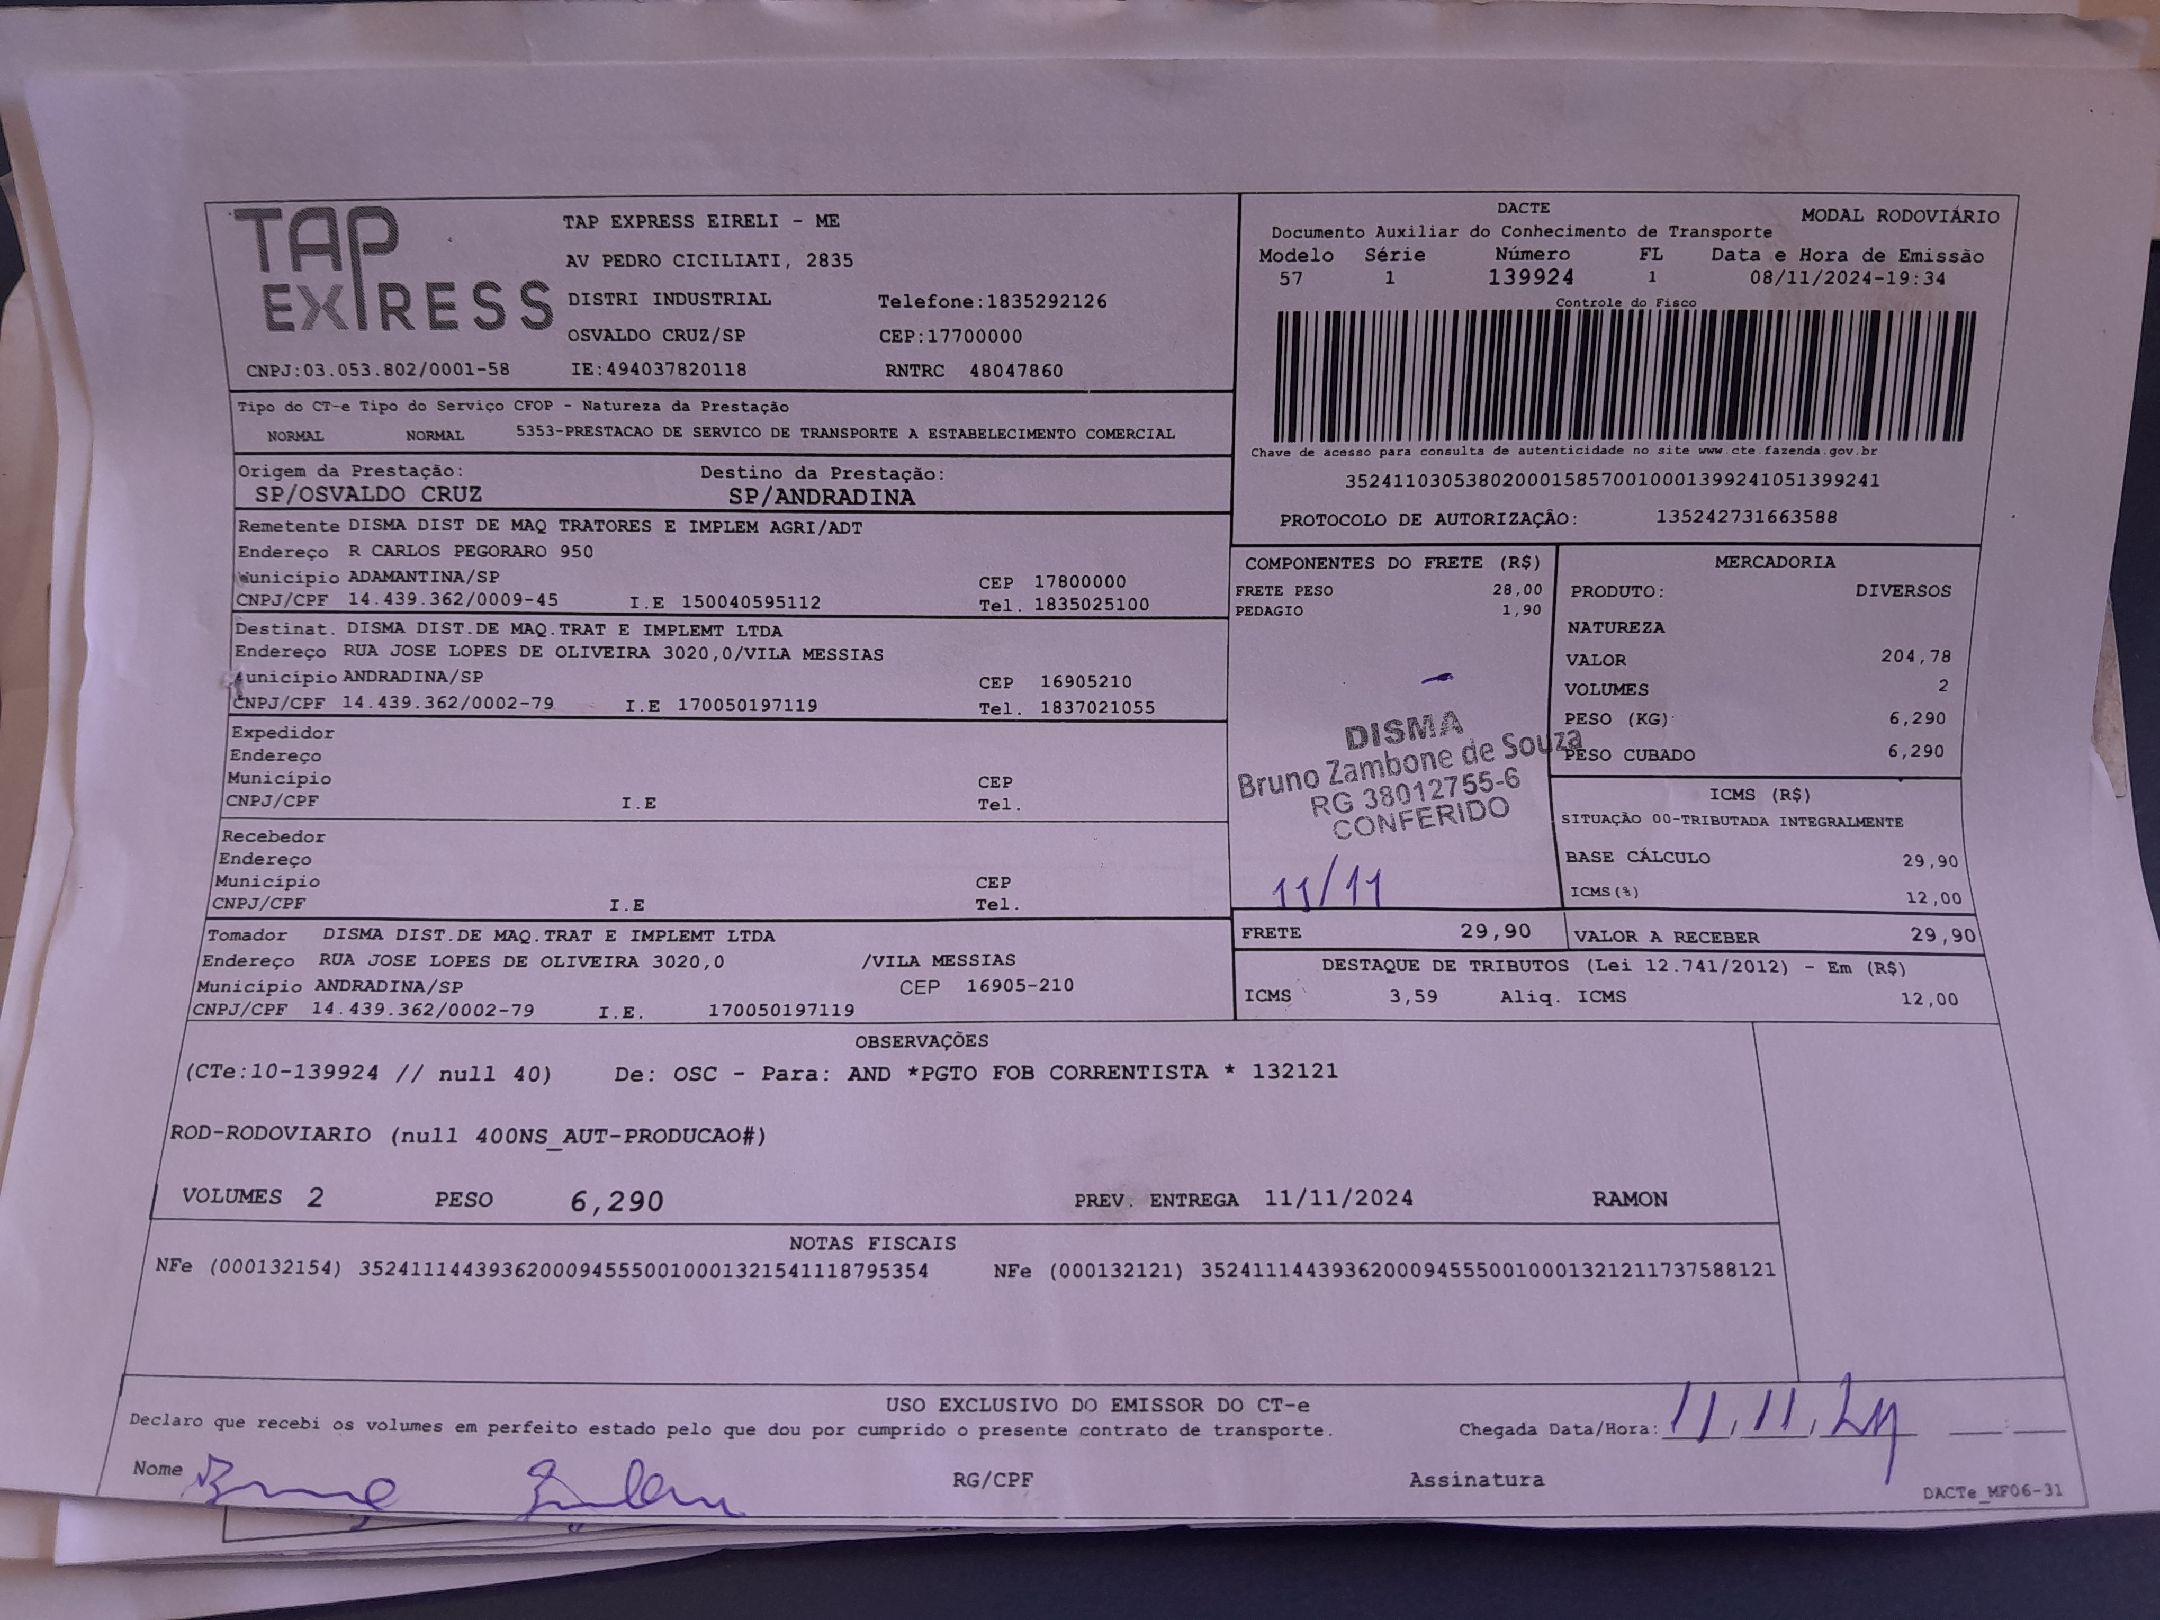 TAP EXPRESS
TAP EXPRESS EIRELI - ME
AV PEDRO CICILIATI, 2835
DISTRI INDUSTRIAL Telefone:1835292126
OSVALDO CRUZ/SP CEP:17700000
CNPJ:03.053.802/0001-58 IE:494037820118 RNTRC 48047860
DACTE MODAL RODOVIÁRIO
Documento Auxiliar do Conhecimento de Transporte
Modelo Série Número FL Data e Hora de Emissão
57 1 139924 1 08/11/2024-19:34
Controle do Fisco
Chave de acesso para consulta de autenticidade no site www.cte.fazenda.gov.br
35241103053802000158570010001399241051399241
PROTOCOLO DE AUTORIZAÇÃO: 135242731663588
Tipo do CT-e Tipo do Serviço CFOP - Natureza da Prestação
NORMAL NORMAL 5353-PRESTACAO DE SERVICO DE TRANSPORTE A ESTABELECIMENTO COMERCIAL
Origem da Prestação: Destino da Prestação:
SP/OSVALDO CRUZ SP/ANDRADINA
Remetente DISMA DIST DE MAQ TRATORES E IMPLEM AGRI/ADT
Endereço R CARLOS PEGORARO 950
Município ADAMANTINA/SP CEP 17800000
CNPJ/CPF 14.439.362/0009-45 I.E 150040595112 Tel. 1835025100
Destinat. DISMA DIST.DE MAQ.TRAT E IMPLEMT LTDA
Endereço RUA JOSE LOPES DE OLIVEIRA 3020,0/VILA MESSIAS
Município ANDRADINA/SP CEP 16905210
CNPJ/CPF 14.439.362/0002-79 I.E 170050197119 Tel. 1837021055
Expedidor
Endereço
Município CEP
CNPJ/CPF I.E Tel.
Recebedor
Endereço
Município CEP
CNPJ/CPF I.E Tel.
Tomador DISMA DIST.DE MAQ.TRAT E IMPLEMT LTDA
Endereço RUA JOSE LOPES DE OLIVEIRA 3020,0 /VILA MESSIAS
Município ANDRADINA/SP CEP 16905-210
CNPJ/CPF 14.439.362/0002-79 I.E. 170050197119
COMPONENTES DO FRETE (R$)
FRETE PESO 28,00
PEDAGIO 1,90
DISMA
Bruno Zambone de Souza
RG 38012755-6
CONFERIDO
11/11
MERCADORIA
PRODUTO: DIVERSOS
NATUREZA
VALOR 204,78
VOLUMES 2
PESO (KG) 6,290
PESO CUBADO 6,290
ICMS (R$)
SITUAÇÃO 00-TRIBUTADA INTEGRALMENTE
BASE CÁLCULO 29,90
ICMS(%) 12,00
FRETE 29,90 VALOR A RECEBER 29,90
DESTAQUE DE TRIBUTOS (Lei 12.741/2012) - Em (R$)
ICMS 3,59 Aliq. ICMS 12,00
OBSERVAÇÕES
(CTe:10-139924 // null 40) De: OSC - Para: AND *PGTO FOB CORRENTISTA * 132121
ROD-RODOVIARIO (null 400NS_AUT-PRODUCAO#)
VOLUMES 2 PESO 6,290 PREV. ENTREGA 11/11/2024 RAMON
NOTAS FISCAIS
NFe (000132154) 35241114439362000945550010001321541118795354 NFe (000132121) 35241114439362000945550010001321211737588121
USO EXCLUSIVO DO EMISSOR DO CT-e
Declaro que recebi os volumes em perfeito estado pelo que dou por cumprido o presente contrato de transporte. Chegada Data/Hora: 11, 11, 24
Nome RG/CPF Assinatura
DACTe_MF06-31